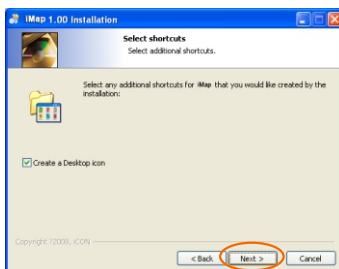 iMap 1.00 Installation
Select shortcuts
Select additional shortcuts.
Select any additional shortcuts for iMap that you would like created by the
installation:
Create a Desktop icon
Copyright ?2008, iCON
< Back
Next >
Cancel